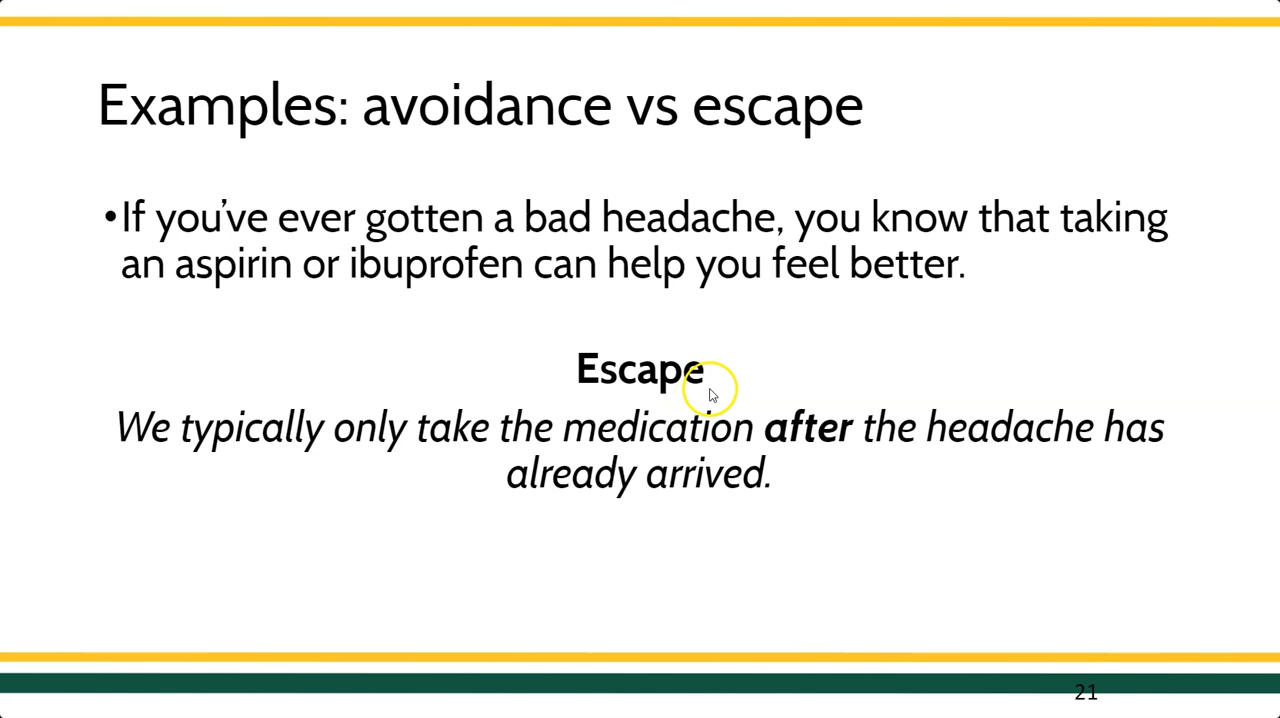 Examples: avoidance vs escape
•If you’ve ever gotten a bad headache, you know that taking
an aspirin or ibuprofen can help you feel better.
Escape
We typically only take the medication after the headache has
already arrived.
21